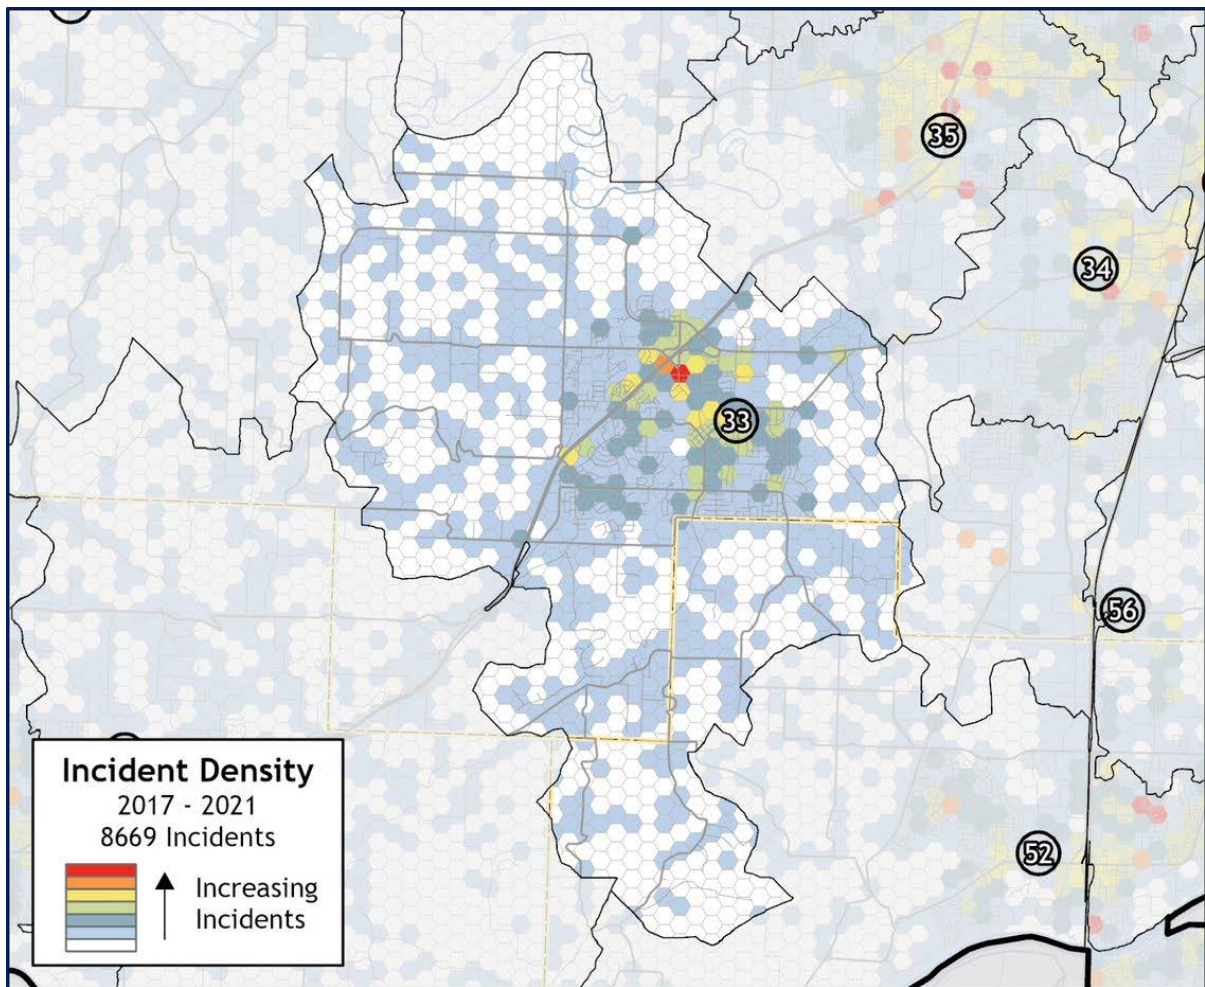 35
34
33
56
Incident Density
2017 - 2021
8669 Incidents
Increasing
Incidents
52